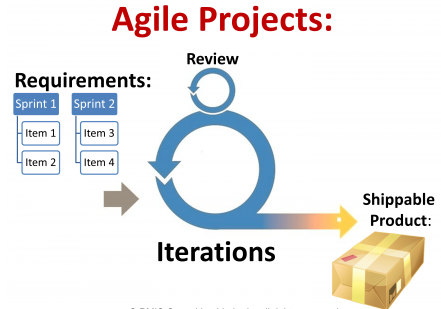 Agile Projects:
Review
Requirements:
Sprint 1
Sprint 2
Item 1
Item 3
Item 2
Item 4
Shippable
Product:
Iterations